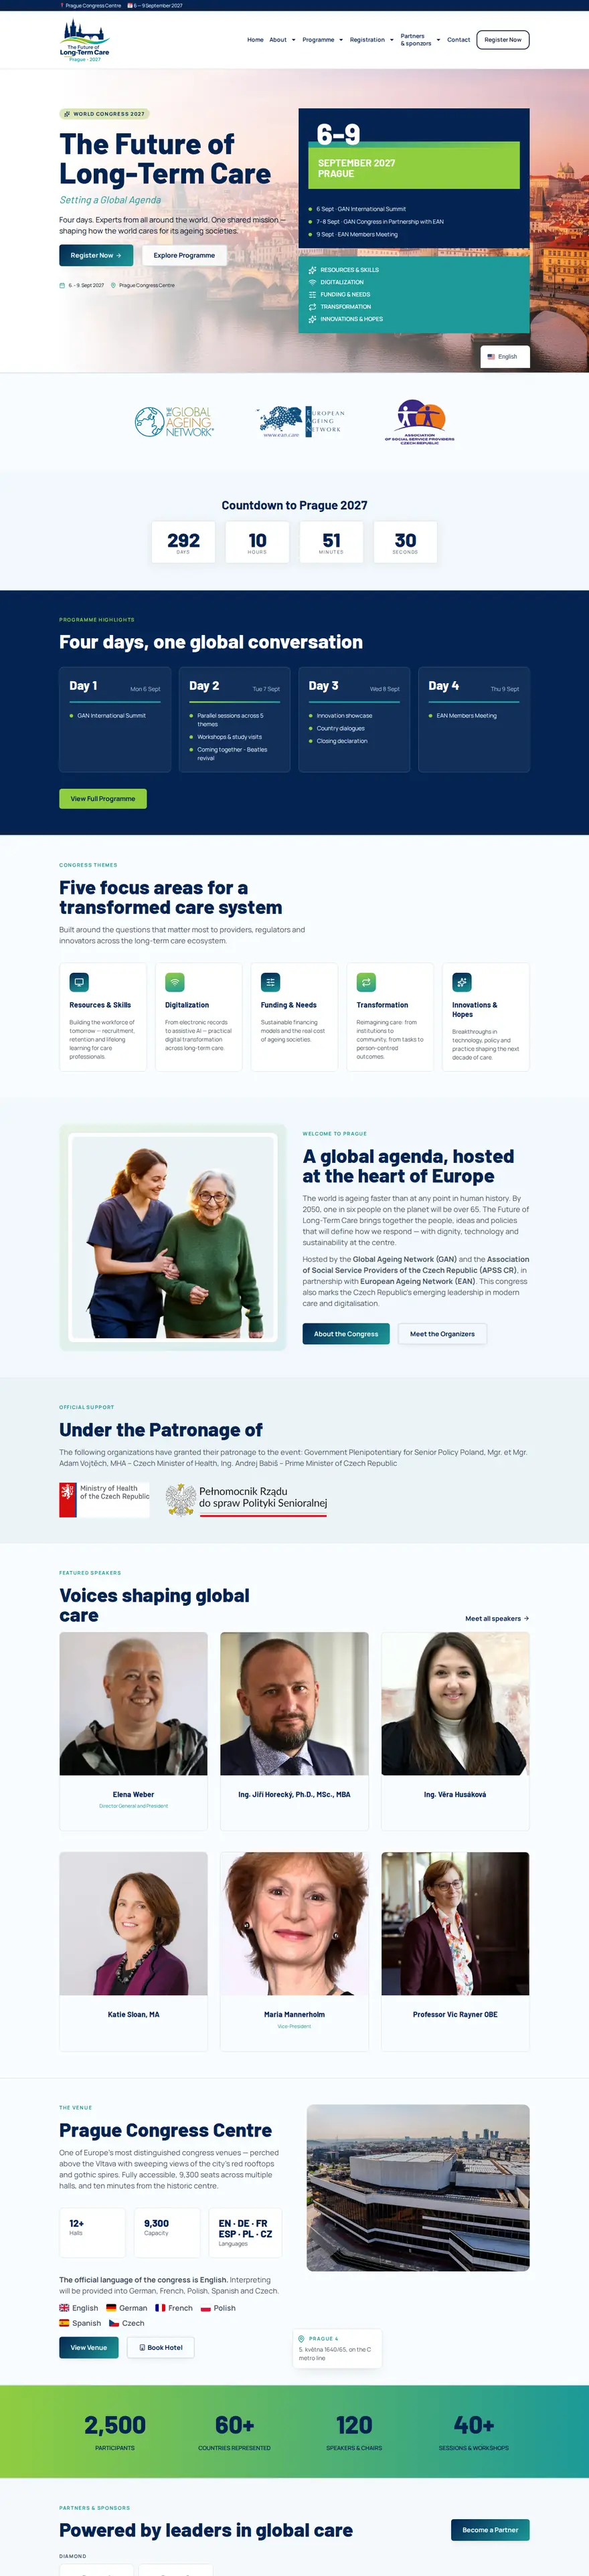 Prague Congress Centre 6 – 9 September 2027
The Future of
Long-Term Care
Prague - 2027
Home About Programme Registration Partners & sponzors Contact Register Now
WORLD CONGRESS 2027
The Future of
Long-Term Care
Setting a Global Agenda
Four days. Experts from all around the world. One shared mission —
shaping how the world cares for its ageing societies.
Register Now → Explore Programme
6. - 9. Sept 2027 Prague Congress Centre
6–9
SEPTEMBER 2027
PRAGUE
6 Sept · GAN International Summit
7–8 Sept · GAN Congress in Partnership with EAN
9 Sept · EAN Members Meeting
RESOURCES & SKILLS
DIGITALIZATION
FUNDING & NEEDS
TRANSFORMATION
INNOVATIONS & HOPES
English
THE GLOBAL
AGEING
NETWORK
EUROPEAN
AGEING
NETWORK
www.ean.care
ASSOCIATION
OF SOCIAL SERVICE PROVIDERS
CZECH REPUBLIC
Countdown to Prague 2027
292 10 51 30
DAYS HOURS MINUTES SECONDS
PROGRAMME HIGHLIGHTS
Four days, one global conversation
Day 1 Mon 6 Sept
GAN International Summit
Day 2 Tue 7 Sept
Parallel sessions across 5
themes
Workshops & study visits
Coming together - Beatles
revival
Day 3 Wed 8 Sept
Innovation showcase
Country dialogues
Closing declaration
Day 4 Thu 9 Sept
EAN Members Meeting
View Full Programme
CONGRESS THEMES
Five focus areas for a
transformed care system
Built around the questions that matter most to providers, regulators and
innovators across the long-term care ecosystem.
Resources & Skills
Building the workforce of
tomorrow — recruitment,
retention and lifelong
learning for care
professionals.
Digitalization
From electronic records
to assistive AI — practical
digital transformation
across long-term care.
Funding & Needs
Sustainable financing
models and the real cost
of ageing societies.
Transformation
Reimagining care: from
institutions to
community, from tasks to
person-centred
outcomes.
Innovations &
Hopes
Breakthroughs in
technology, policy and
practice shaping the next
decade of care.
WELCOME TO PRAGUE
A global agenda, hosted
at the heart of Europe
The world is ageing faster than at any point in human history. By
2050, one in six people on the planet will be over 65. The Future of
Long-Term Care brings together the people, ideas and policies
that will define how we respond — with dignity, technology and
sustainability at the centre.
Hosted by the Global Ageing Network (GAN) and the Association
of Social Service Providers of the Czech Republic (APSS CR), in
partnership with European Ageing Network (EAN). This congress
also marks the Czech Republic's emerging leadership in modern
care and digitalisation.
About the Congress Meet the Organizers
OFFICIAL SUPPORT
Under the Patronage of
The following organizations have granted their patronage to the event: Government Plenipotentiary for Senior Policy Poland, Mgr. et Mgr.
Adam Vojtěch, MHA – Czech Minister of Health, Ing. Andrej Babiš – Prime Minister of Czech Republic
Ministry of Health
of the Czech Republic
Pełnomocnik Rządu
do spraw Polityki Senioralnej
FEATURED SPEAKERS
Voices shaping global
care
Meet all speakers →
Elena Weber
Director General and President
Ing. Jiří Horecký, Ph.D., MSc., MBA
Ing. Věra Husáková
Katie Sloan, MA
Maria Mannerholm
Vice-President
Professor Vic Rayner OBE
THE VENUE
Prague Congress Centre
One of Europe's most distinguished congress venues — perched
above the Vltava with sweeping views of the city's red rooftops
and gothic spires. Fully accessible, 9,300 seats across multiple
halls, and ten minutes from the historic centre.
12+
Halls
9,300
Capacity
EN · DE · FR
ESP · PL · CZ
Languages
The official language of the congress is English. Interpreting
will be provided into German, French, Polish, Spanish and Czech.
English German French Polish
Spanish Czech
View Venue Book Hotel
PRAGUE 4
5. května 1640/65, on the C
metro line
2,500 60+ 120 40+
PARTICIPANTS COUNTRIES REPRESENTED SPEAKERS & CHAIRS SESSIONS & WORKSHOPS
PARTNERS & SPONSORS
Powered by leaders in global care
Become a Partner
DIAMOND